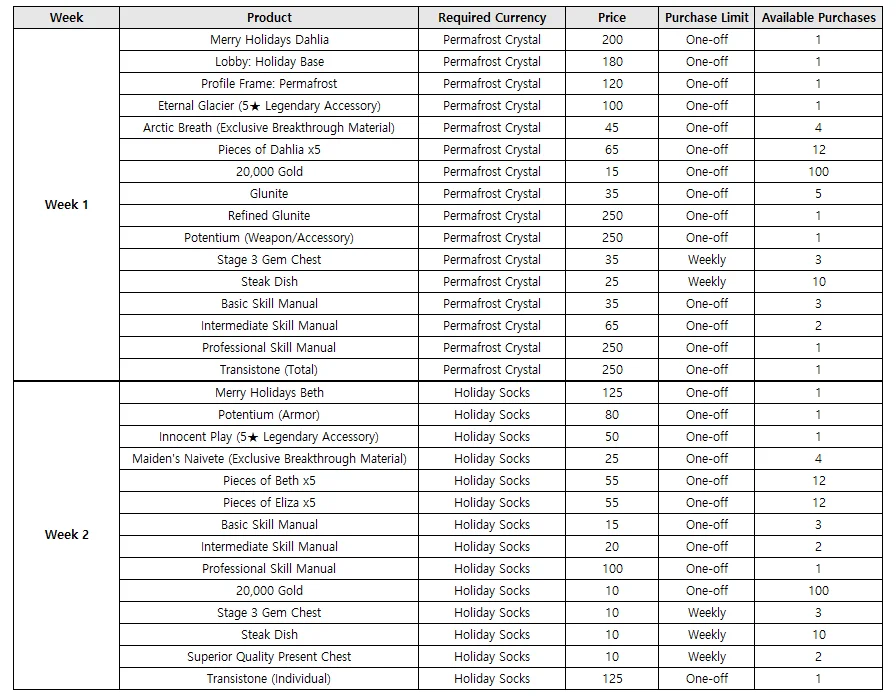 Week Product Required Currency Price Purchase Limit Available Purchases
Merry Holidays Dahlia Permafrost Crystal 200 One-off 1
Lobby: Holiday Base Permafrost Crystal 180 One-off 1
Profile Frame: Permafrost Permafrost Crystal 120 One-off 1
Eternal Glacier (5★ Legendary Accessory) Permafrost Crystal 100 One-off 1
Arctic Breath (Exclusive Breakthrough Material) Permafrost Crystal 45 One-off 4
Pieces of Dahlia x5 Permafrost Crystal 65 One-off 12
20,000 Gold Permafrost Crystal 15 One-off 100
Week 1 Glunite Permafrost Crystal 35 One-off 5
Refined Glunite Permafrost Crystal 250 One-off 1
Potentium (Weapon/Accessory) Permafrost Crystal 250 One-off 1
Stage 3 Gem Chest Permafrost Crystal 35 Weekly 3
Steak Dish Permafrost Crystal 25 Weekly 10
Basic Skill Manual Permafrost Crystal 35 One-off 3
Intermediate Skill Manual Permafrost Crystal 65 One-off 2
Professional Skill Manual Permafrost Crystal 250 One-off 1
Transistone (Total) Permafrost Crystal 250 One-off 1
Merry Holidays Beth Holiday Socks 125 One-off 1
Potentium (Armor) Holiday Socks 80 One-off 1
Innocent Play (5★ Legendary Accessory) Holiday Socks 50 One-off 1
Maiden's Naivete (Exclusive Breakthrough Material) Holiday Socks 25 One-off 4
Pieces of Beth x5 Holiday Socks 55 One-off 12
Pieces of Eliza x5 Holiday Socks 55 One-off 12
Basic Skill Manual Holiday Socks 15 One-off 3
Week 2 Intermediate Skill Manual Holiday Socks 20 One-off 2
Professional Skill Manual Holiday Socks 100 One-off 1
20,000 Gold Holiday Socks 10 One-off 100
Stage 3 Gem Chest Holiday Socks 10 Weekly 3
Steak Dish Holiday Socks 10 Weekly 10
Superior Quality Present Chest Holiday Socks 10 Weekly 2
Transistone (Individual) Holiday Socks 125 One-off 1